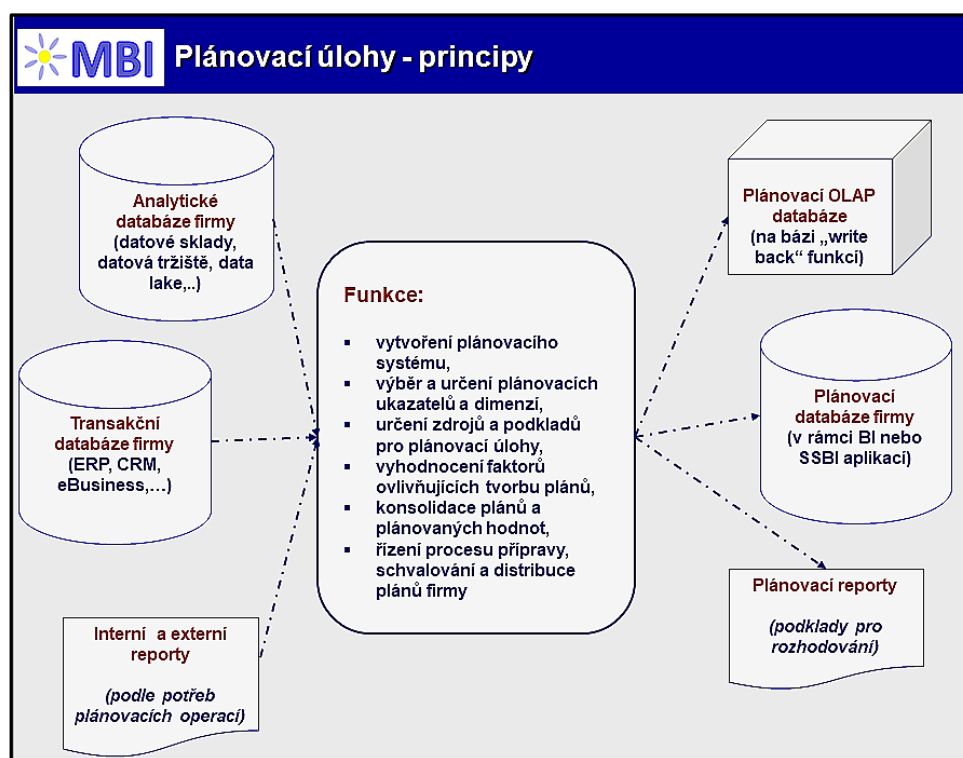 MBI Plánovací úlohy - principy
Analytické
databáze firmy
(datové sklady,
datová tržiště, data
lake,..)
Transakční
databáze firmy
(ERP, CRM,
eBusiness,…)
Interní a externí
reporty
(podle potřeb
plánovacích operací)
Funkce:
▪ vytvoření plánovacího
systému,
▪ výběr a určení plánovacích
ukazatelů a dimenzí,
▪ určení zdrojů a podkladů
pro plánovací úlohy,
▪ vyhodnocení faktorů
ovlivňujících tvorbu plánů,
▪ konsolidace plánů a
plánovaných hodnot,
▪ řízení procesu přípravy,
schvalování a distribuce
plánů firmy
Plánovací OLAP
databáze
(na bázi „write
back“ funkcí)
Plánovací
databáze firmy
(v rámci BI nebo
SSBI aplikací)
Plánovací reporty
(podklady pro
rozhodování)